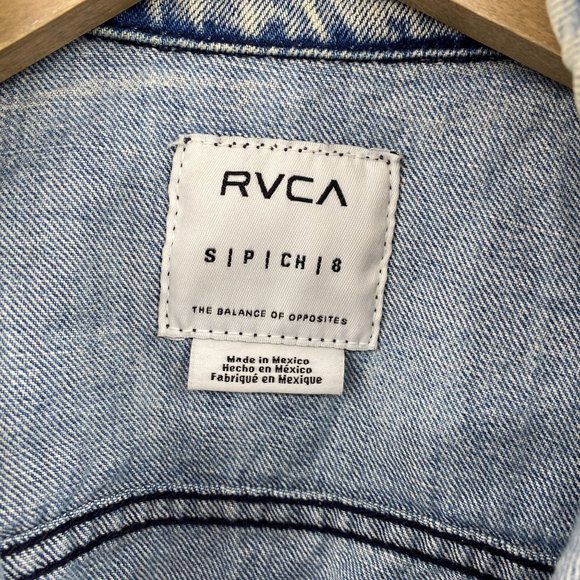 RVCA
S|P|CH|8
THE BALANCE OF OPPOSITES
Made in Mexico
Hecho en México
Fabriqué en Mexique